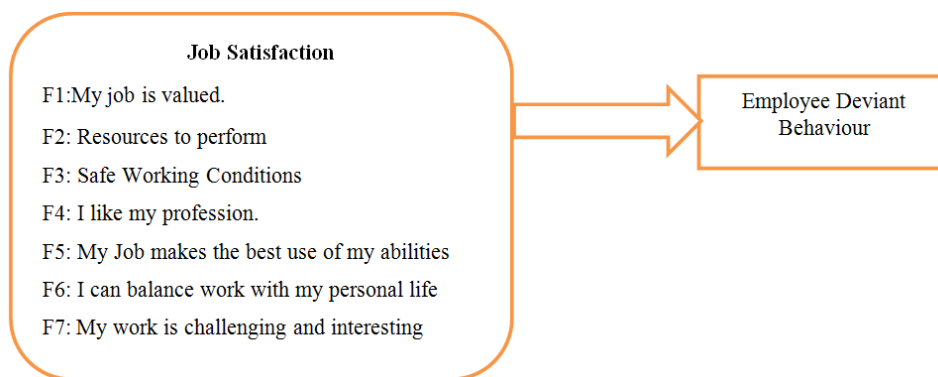 Job Satisfaction
F1:My job is valued.
F2: Resources to perform
F3: Safe Working Conditions
F4: I like my profession.
F5: My Job makes the best use of my abilities
F6: I can balance work with my personal life
F7: My work is challenging and interesting
Employee Deviant
Behaviour